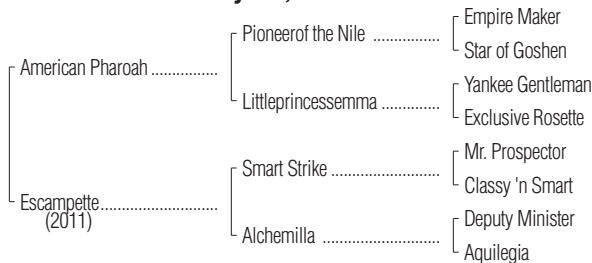 Empire Maker
Pioneerof the Nile ................
Star of Goshen
American Pharoah ................
Yankee Gentleman
Littleprincessemma ..............
Exclusive Rosette
Mr. Prospector
Smart Strike ..........................
Classy 'n Smart
Escampette............................
(2011)
Deputy Minister
Alchemilla ............................
Aquilegia